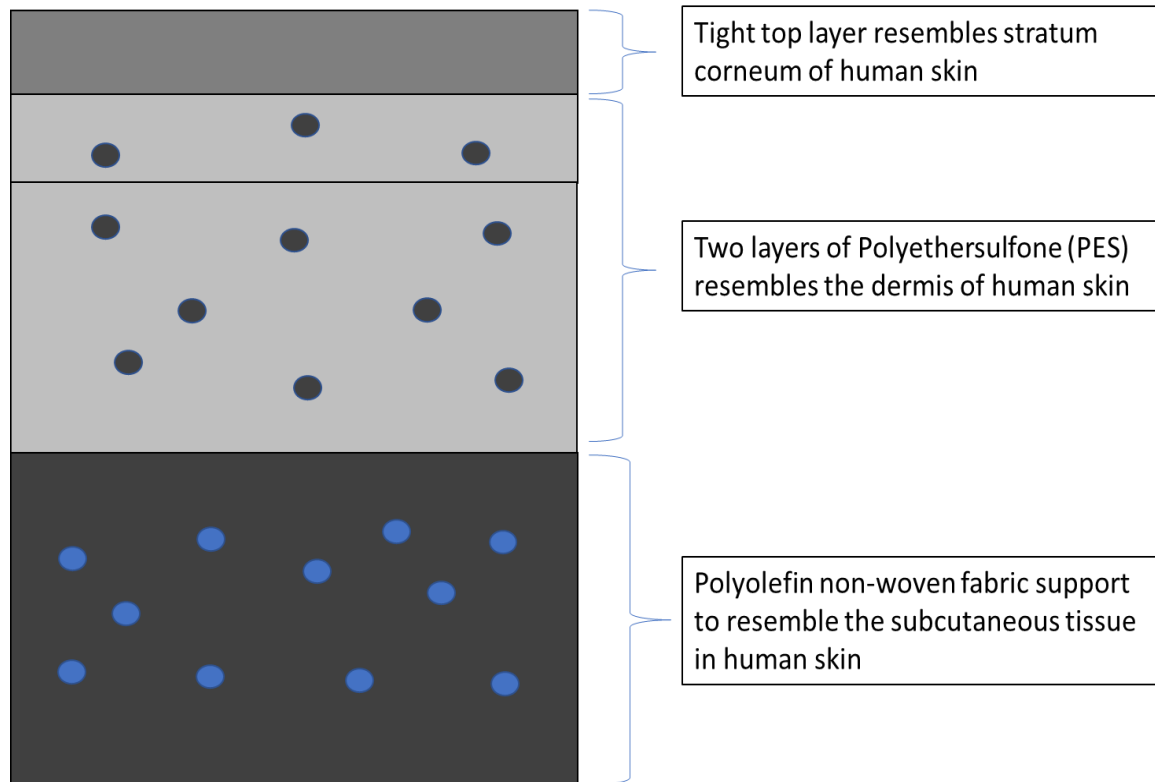 Tight top layer resembles stratum
corneum of human skin
Two layers of Polyethersulfone (PES)
resembles the dermis of human skin
Polyolefin non-woven fabric support
to resemble the subcutaneous tissue
in human skin